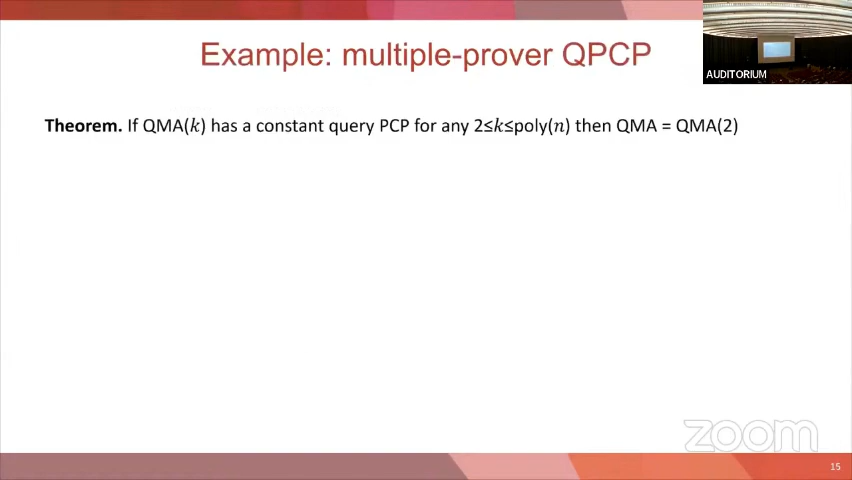 Example: multiple-prover QPCP
AUDITORIUM
Theorem. If QMA(k) has a constant query PCP for any 2≤k≤poly(n) then QMA = QMA(2)
zoom
15